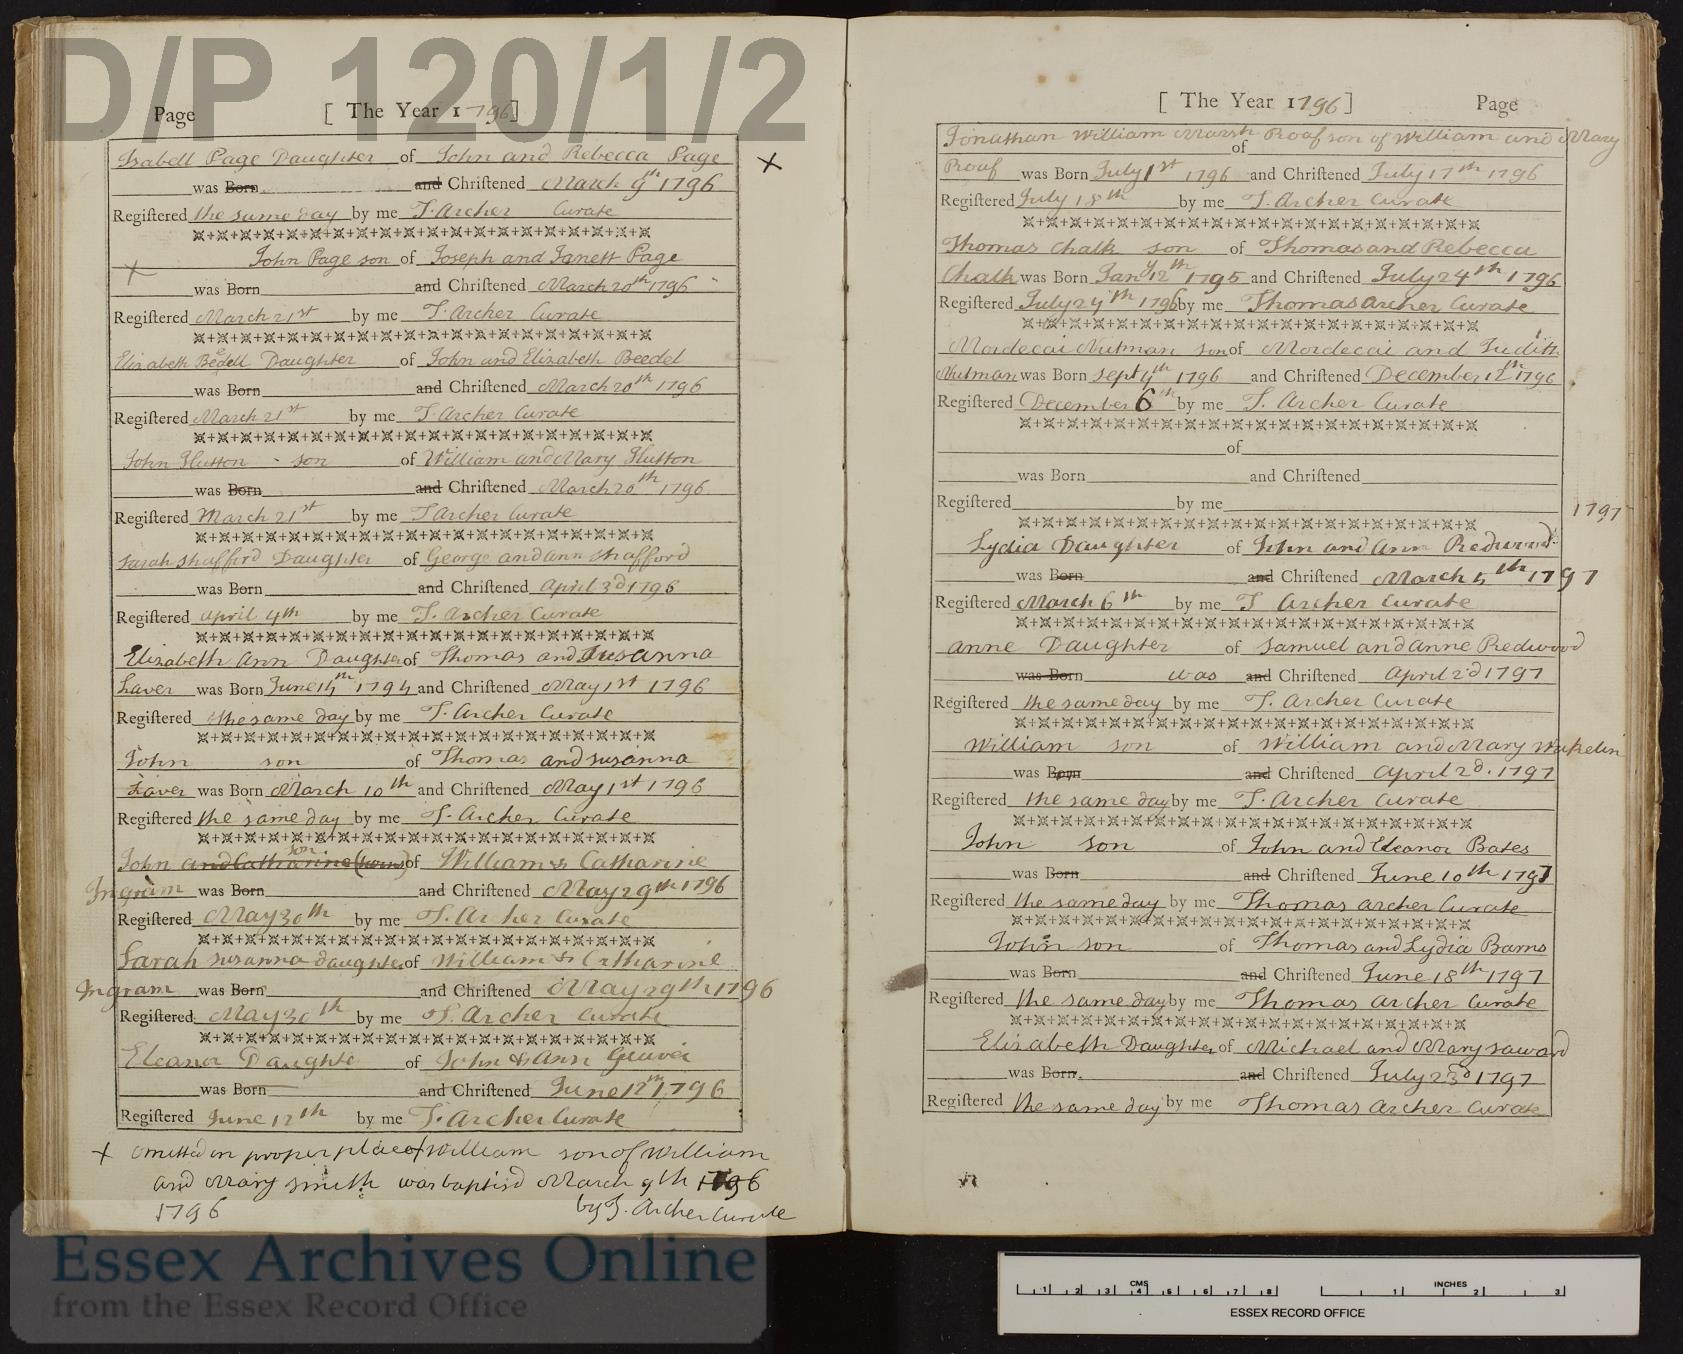 D/P 120/1/2
Page [ The Year 1796]
Isabell Page Daughter of John and Rebecca Page
was Born and Christened March 9th 1796
Registered the same day by me T. Archer Curate
John Page son of Joseph and Janett Page
was Born and Christened March 20th 1796
Registered March 21st by me T. Archer Curate
Elizabeth Bedell Daughter of John and Elizabeth Beedel
was Born and Christened March 20th 1796
Registered March 21st by me T Archer Curate
John Hutton son of William and Mary Hutton
was Born and Christened March 20th 1796
Registered March 21st by me T Archer Curate
Sarah Shafford Daughter of George and ann Shafford
was Born and Christened april 3d 1796
Registered april 4th by me T. Archer Curate
Elizabeth Ann Daughter of Thomas and Susanna
Laver was Born June 14th 1794 and Christened May 1st 1796
Registered the same day by me T. Archer Curate
John son of Thomas and susanna
Laver was Born March 10th and Christened May 1st 1796
Registered the same day by me T. Archer Curate
John and Catharine (twins) son of William & Catharine
Ingram was Born and Christened May 29th 1796
Registered May 30th by me T. Archer Curate
Sarah susanna daughter of William & Catharine
Ingram was Born and Christened May 29th 1796
Registered May 30th by me T. Archer Curate
Eleanor Daughte of John & Ann
was Born and Christened June 12th 1796
Registered June 12th by me T. Archer Curate
+ omitted in proper place of William son of William
and Mary smith was baptis'd March 9th 1796
1796 by T. Archer Curate
[ The Year 1796] Page
Jonathan William Marsh Roaf son of William and Mary
of
Roaf was Born July 1st 1796 and Christened July 17th 1796
Registered July 18th by me T. Archer Curate
Thomas Chalk son of Thomas and Rebecca
Chalk was Born Jany 12th 1795 and Christened July 24th 1796
Registered July 24th 1796 by me Thomas archer Curate
Mordecai Nutman son of Mordecai and Judith
Nutman was Born Sept 4th 1796 and Christened December 12th 1796
Registered December 6th by me T. Archer Curate
of
was Born and Christened
Registered by me
1797
Lydia Daughter of John and Ann Redwood
was Born and Christened March 5th 1797
Registered March 6th by me T Archer Curate
anne Daughter of Samuel and Anne Redwood
was Born was and Christened April 2d 1797
Registered the same day by me T. Archer Curate
William son of William and Mary Wakelin
was Born and Christened April 2d. 1797
Registered the same day by me T. Archer Curate
John son of John and Eleanor Bates
was Born and Christened June 10th 1797
Registered the same day by me Thomas archer Curate
John son of Thomas and Lydia Barns
was Born and Christened June 18th 1797
Registered the same day by me Thomas Archer Curate
Elizabeth Daughter of Michael and Mary saward
was Born and Christened July 23d 1797
Registered the same day by me Thomas Archer Curate
Essex Archives Online
from the Essex Record Office
CMS INCHES
1 2 3 4 5 6 7 8 1 2 3
ESSEX RECORD OFFICE